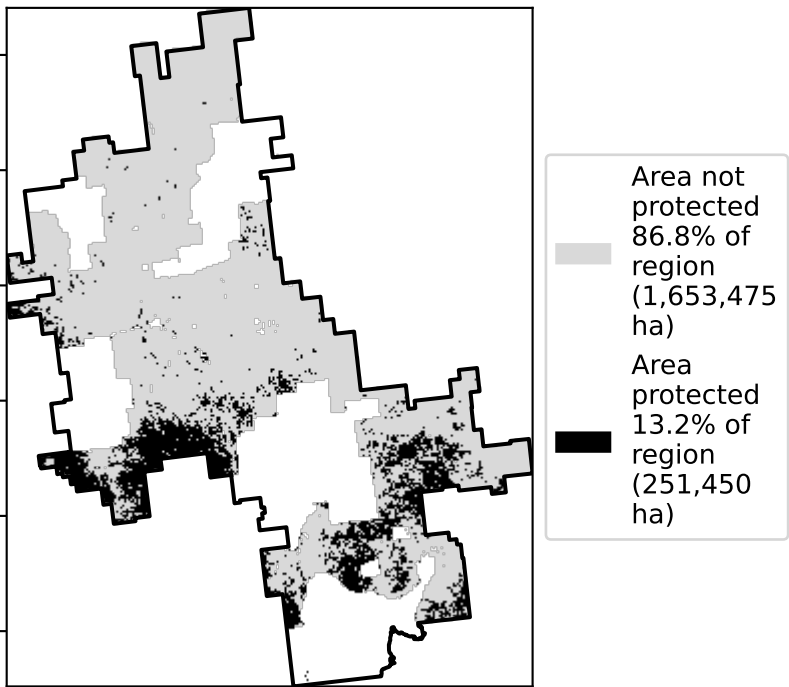 Area not
protected
86.8% of
region
(1,653,475
ha)
Area
protected
13.2% of
region
(251,450
ha)